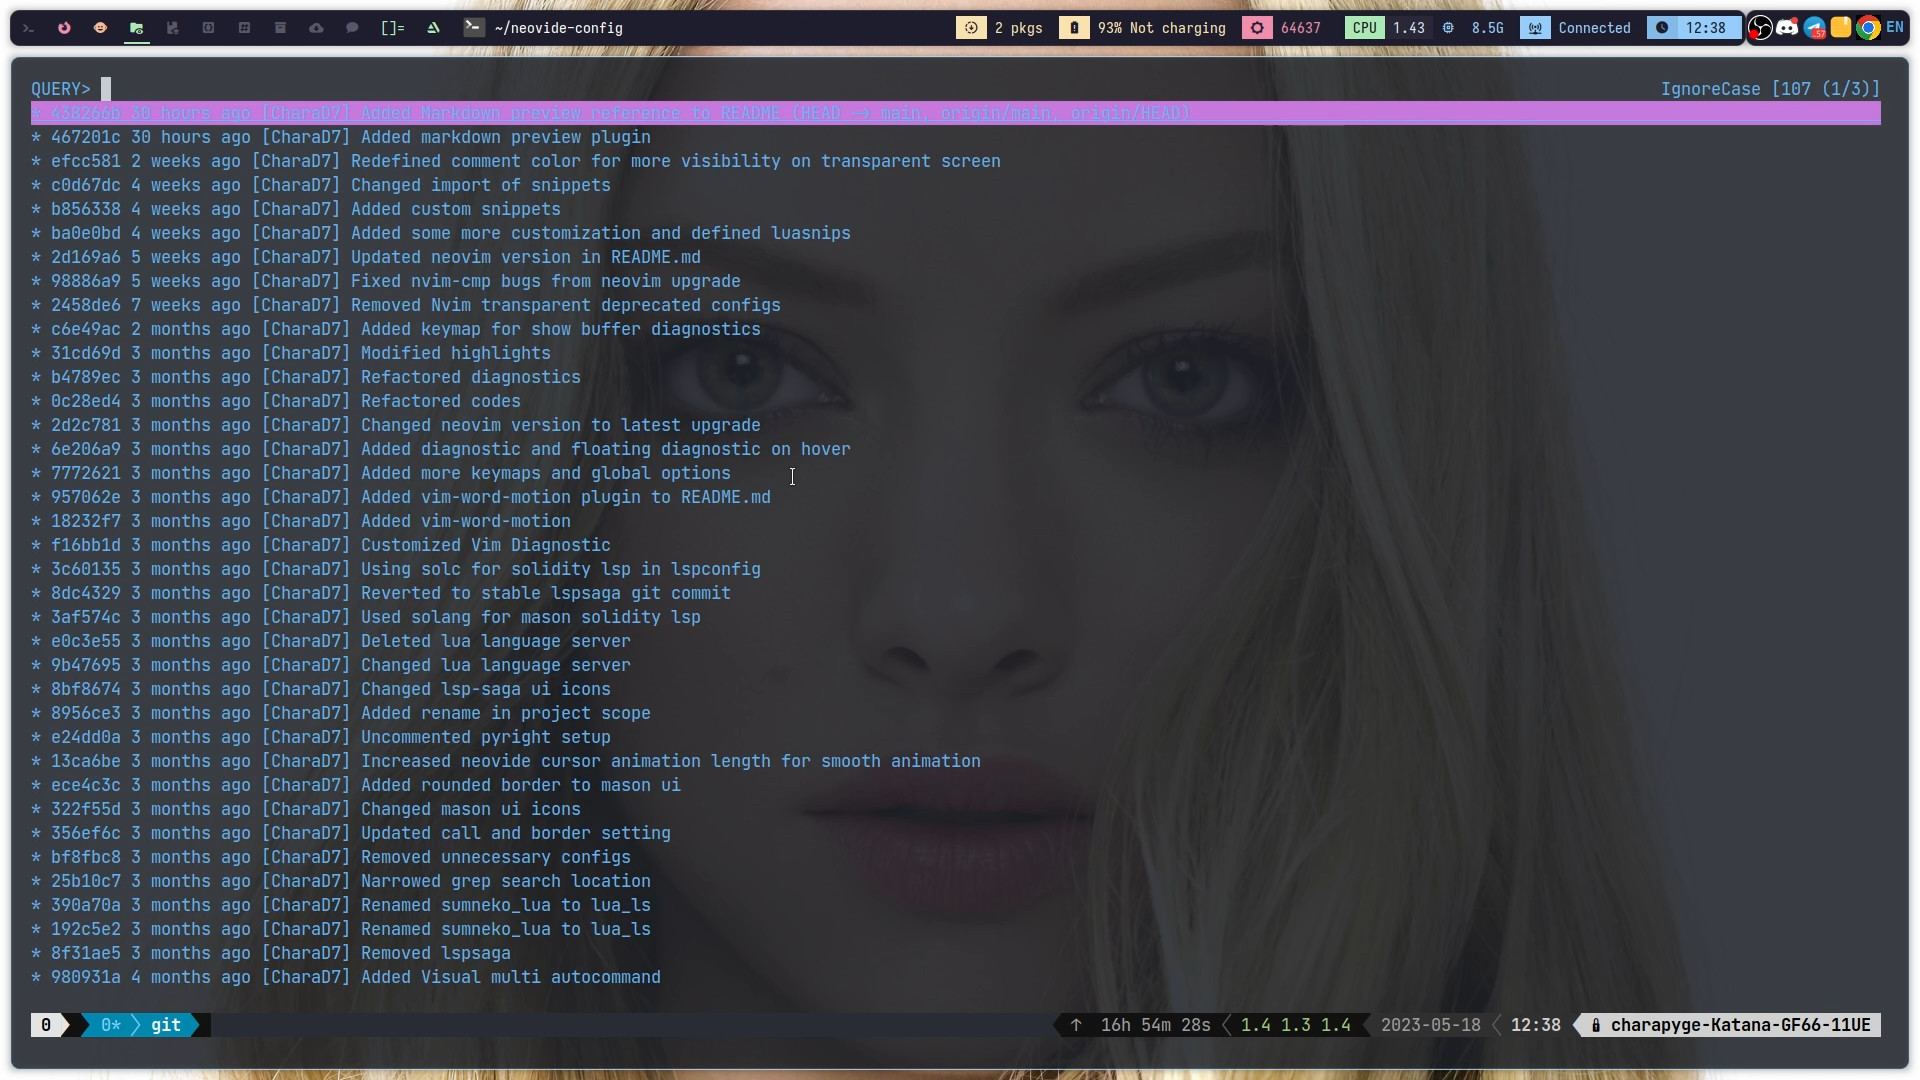 ~/neovide-config
2 pkgs 93% Not charging 64637 CPU 1.43 8.5G Connected 12:38 EN
QUERY> IgnoreCase [107 (1/3)]
* 438266b 30 hours ago [CharaD7] Added Markdown preview reference to README (HEAD → main, origin/main, origin/HEAD)
* 467201c 30 hours ago [CharaD7] Added markdown preview plugin
* efcc581 2 weeks ago [CharaD7] Redefined comment color for more visibility on transparent screen
* c0d67dc 4 weeks ago [CharaD7] Changed import of snippets
* b856338 4 weeks ago [CharaD7] Added custom snippets
* ba0e0bd 4 weeks ago [CharaD7] Added some more customization and defined luasnips
* 2d169a6 5 weeks ago [CharaD7] Updated neovim version in README.md
* 98886a9 5 weeks ago [CharaD7] Fixed nvim-cmp bugs from neovim upgrade
* 2458de6 7 weeks ago [CharaD7] Removed Nvim transparent deprecated configs
* c6e49ac 2 months ago [CharaD7] Added keymap for show buffer diagnostics
* 31cd69d 3 months ago [CharaD7] Modified highlights
* b4789ec 3 months ago [CharaD7] Refactored diagnostics
* 0c28ed4 3 months ago [CharaD7] Refactored codes
* 2d2c781 3 months ago [CharaD7] Changed neovim version to latest upgrade
* 6e206a9 3 months ago [CharaD7] Added diagnostic and floating diagnostic on hover
* 7772621 3 months ago [CharaD7] Added more keymaps and global options
* 957062e 3 months ago [CharaD7] Added vim-word-motion plugin to README.md
* 18232f7 3 months ago [CharaD7] Added vim-word-motion
* f16bb1d 3 months ago [CharaD7] Customized Vim Diagnostic
* 3c60135 3 months ago [CharaD7] Using solc for solidity lsp in lspconfig
* 8dc4329 3 months ago [CharaD7] Reverted to stable lspsaga git commit
* 3af574c 3 months ago [CharaD7] Used solang for mason solidity lsp
* e0c3e55 3 months ago [CharaD7] Deleted lua language server
* 9b47695 3 months ago [CharaD7] Changed lua language server
* 8bf8674 3 months ago [CharaD7] Changed lsp-saga ui icons
* 8956ce3 3 months ago [CharaD7] Added rename in project scope
* e24dd0a 3 months ago [CharaD7] Uncommented pyright setup
* 13ca6be 3 months ago [CharaD7] Increased neovide cursor animation length for smooth animation
* ece4c3c 3 months ago [CharaD7] Added rounded border to mason ui
* 322f55d 3 months ago [CharaD7] Changed mason ui icons
* 356ef6c 3 months ago [CharaD7] Updated call and border setting
* bf8fbc8 3 months ago [CharaD7] Removed unnecessary configs
* 25b10c7 3 months ago [CharaD7] Narrowed grep search location
* 390a70a 3 months ago [CharaD7] Renamed sumneko_lua to lua_ls
* 192c5e2 3 months ago [CharaD7] Renamed sumneko_lua to lua_ls
* 8f31ae5 3 months ago [CharaD7] Removed lspsaga
* 980931a 4 months ago [CharaD7] Added Visual multi autocommand
0 0* git ↑ 16h 54m 28s 1.4 1.3 1.4 2023-05-18 12:38 charapyge-Katana-GF66-11UE